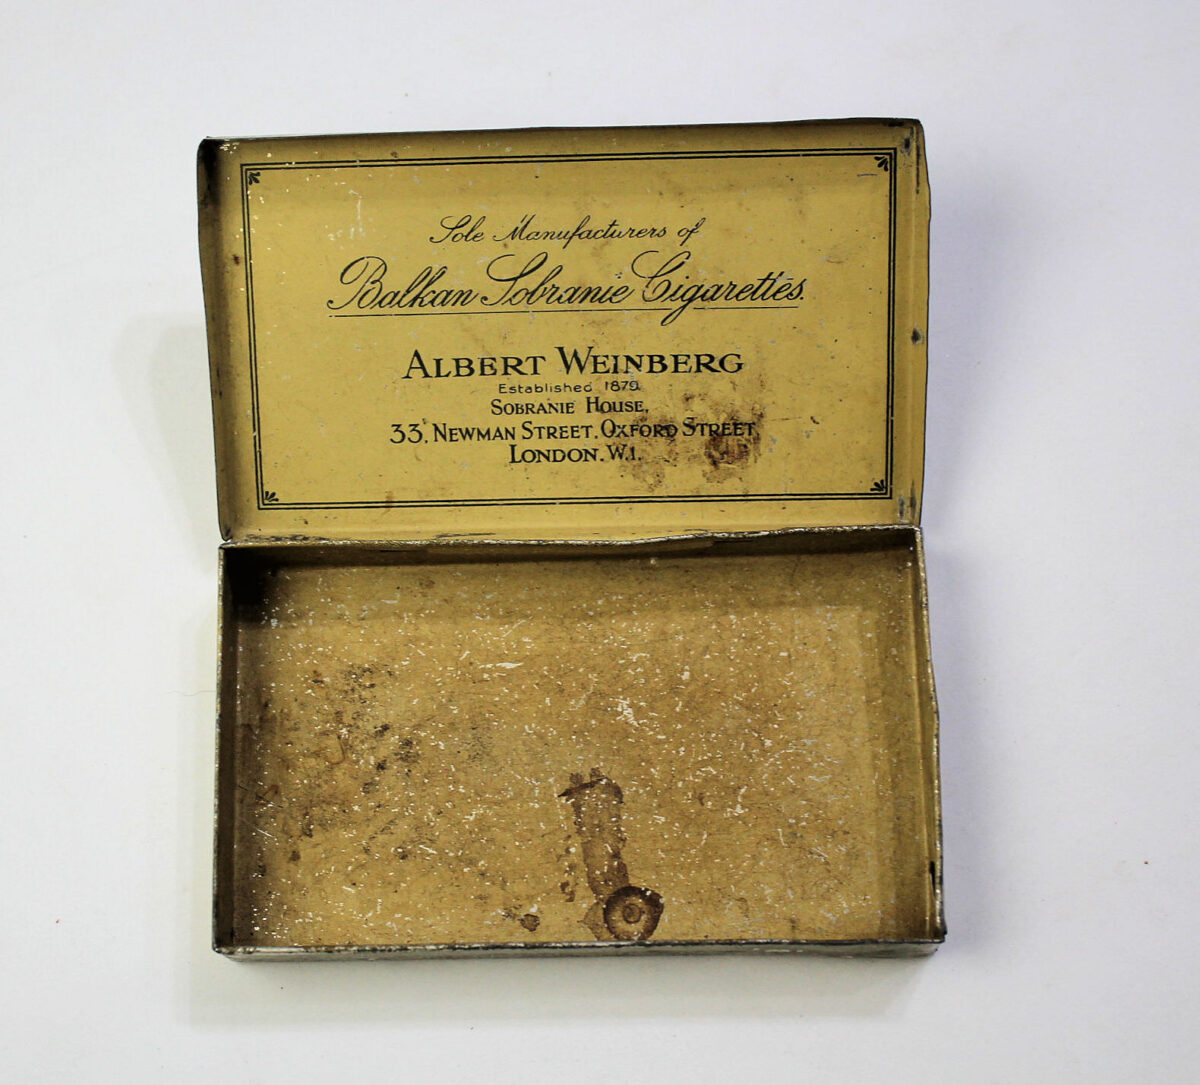 Sole Manufacturers of
Balkan Sobranie Cigarettes.
ALBERT WEINBERG
Established 1879
SOBRANIE HOUSE,
33, NEWMAN STREET, OXFORD STREET
LONDON. W.1.